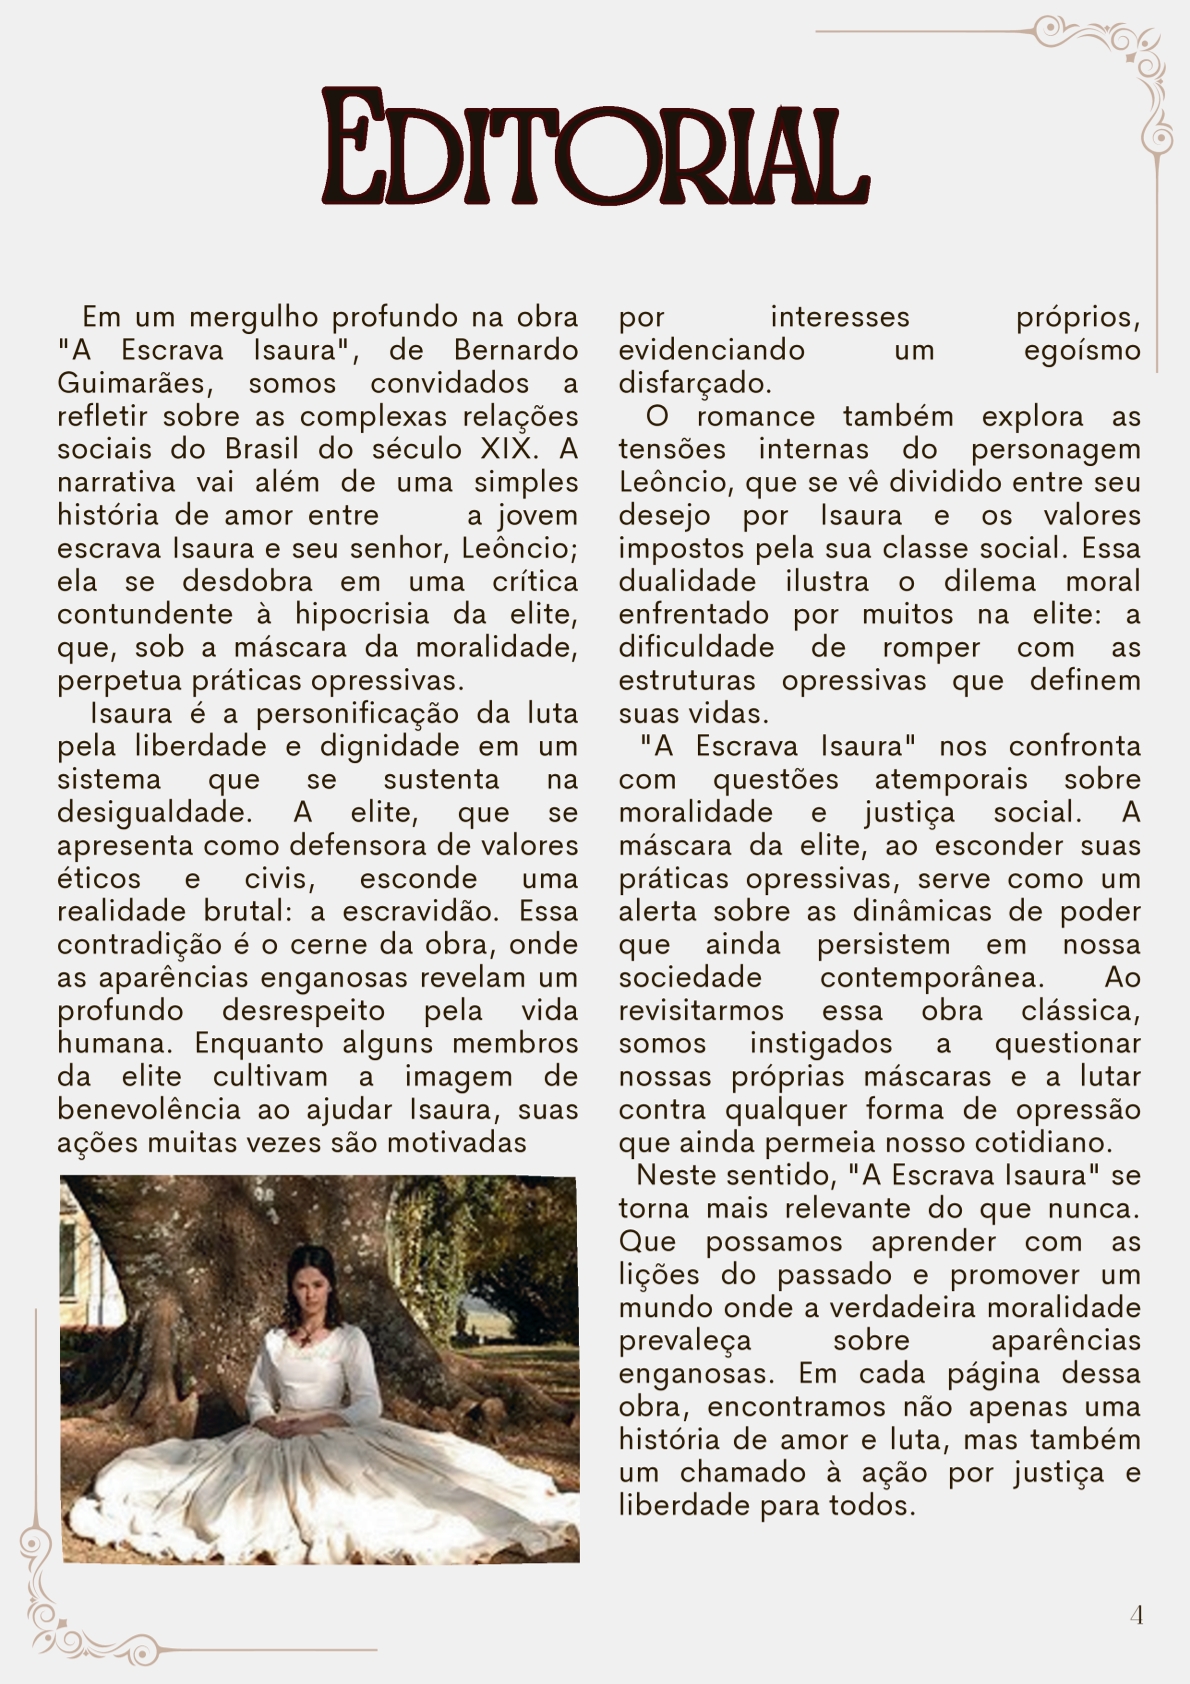 EDITORIAL
Em um mergulho profundo na obra
"A Escrava Isaura", de Bernardo
Guimarães, somos convidados a
refletir sobre as complexas relações
sociais do Brasil do século XIX. A
narrativa vai além de uma simples
história de amor entre a jovem
escrava Isaura e seu senhor, Leôncio;
ela se desdobra em uma crítica
contundente à hipocrisia da elite,
que, sob a máscara da moralidade,
perpetua práticas opressivas.
Isaura é a personificação da luta
pela liberdade e dignidade em um
sistema que se sustenta na
desigualdade. A elite, que se
apresenta como defensora de valores
éticos e civis, esconde uma
realidade brutal: a escravidão. Essa
contradição é o cerne da obra, onde
as aparências enganosas revelam um
profundo desrespeito pela vida
humana. Enquanto alguns membros
da elite cultivam a imagem de
benevolência ao ajudar Isaura, suas
ações muitas vezes são motivadas
por interesses próprios,
evidenciando um egoísmo
disfarçado.
O romance também explora as
tensões internas do personagem
Leôncio, que se vê dividido entre seu
desejo por Isaura e os valores
impostos pela sua classe social. Essa
dualidade ilustra o dilema moral
enfrentado por muitos na elite: a
dificuldade de romper com as
estruturas opressivas que definem
suas vidas.
"A Escrava Isaura" nos confronta
com questões atemporais sobre
moralidade e justiça social. A
máscara da elite, ao esconder suas
práticas opressivas, serve como um
alerta sobre as dinâmicas de poder
que ainda persistem em nossa
sociedade contemporânea. Ao
revisitarmos essa obra clássica,
somos instigados a questionar
nossas próprias máscaras e a lutar
contra qualquer forma de opressão
que ainda permeia nosso cotidiano.
Neste sentido, "A Escrava Isaura" se
torna mais relevante do que nunca.
Que possamos aprender com as
lições do passado e promover um
mundo onde a verdadeira moralidade
prevaleça sobre aparências
enganosas. Em cada página dessa
obra, encontramos não apenas uma
história de amor e luta, mas também
um chamado à ação por justiça e
liberdade para todos.
4